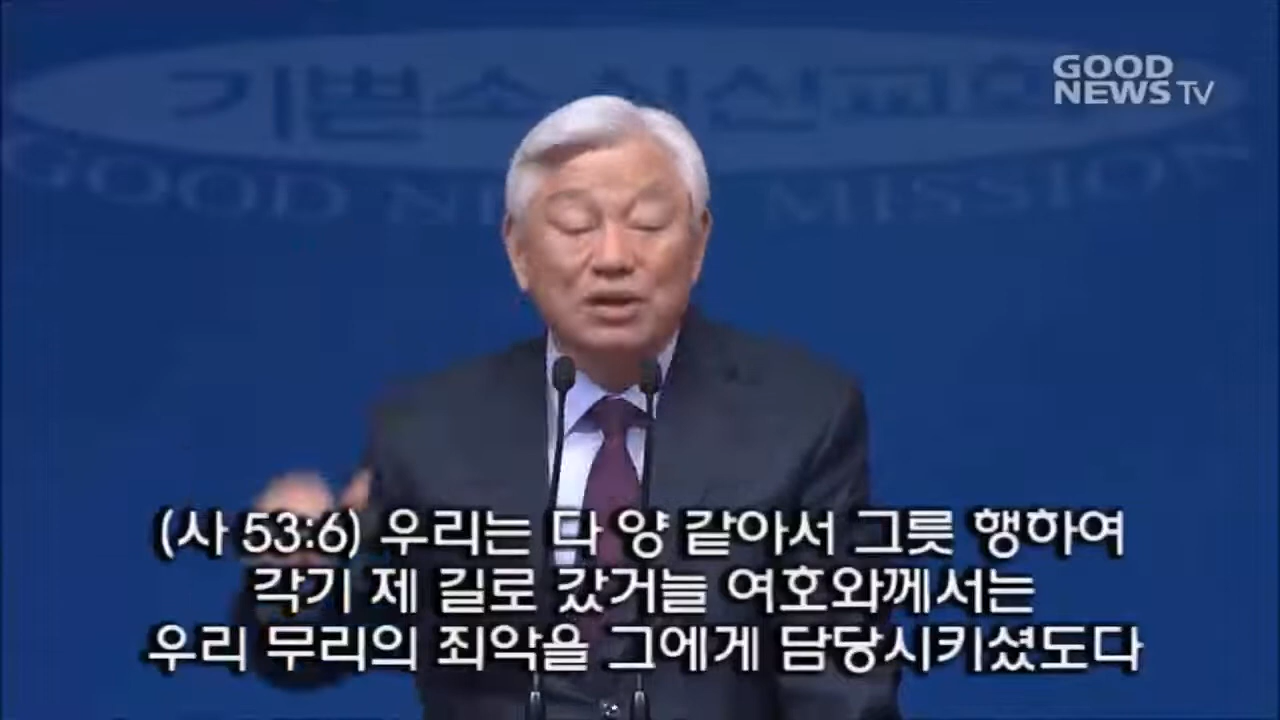 GOOD
NEWS TV
GOOD MISSION
(사 53:6) 우리는 다 양 같아서 그릇 행하여
각기 제 길로 갔거늘 여호와께서는
우리 무리의 죄악을 그에게 담당시키셨도다